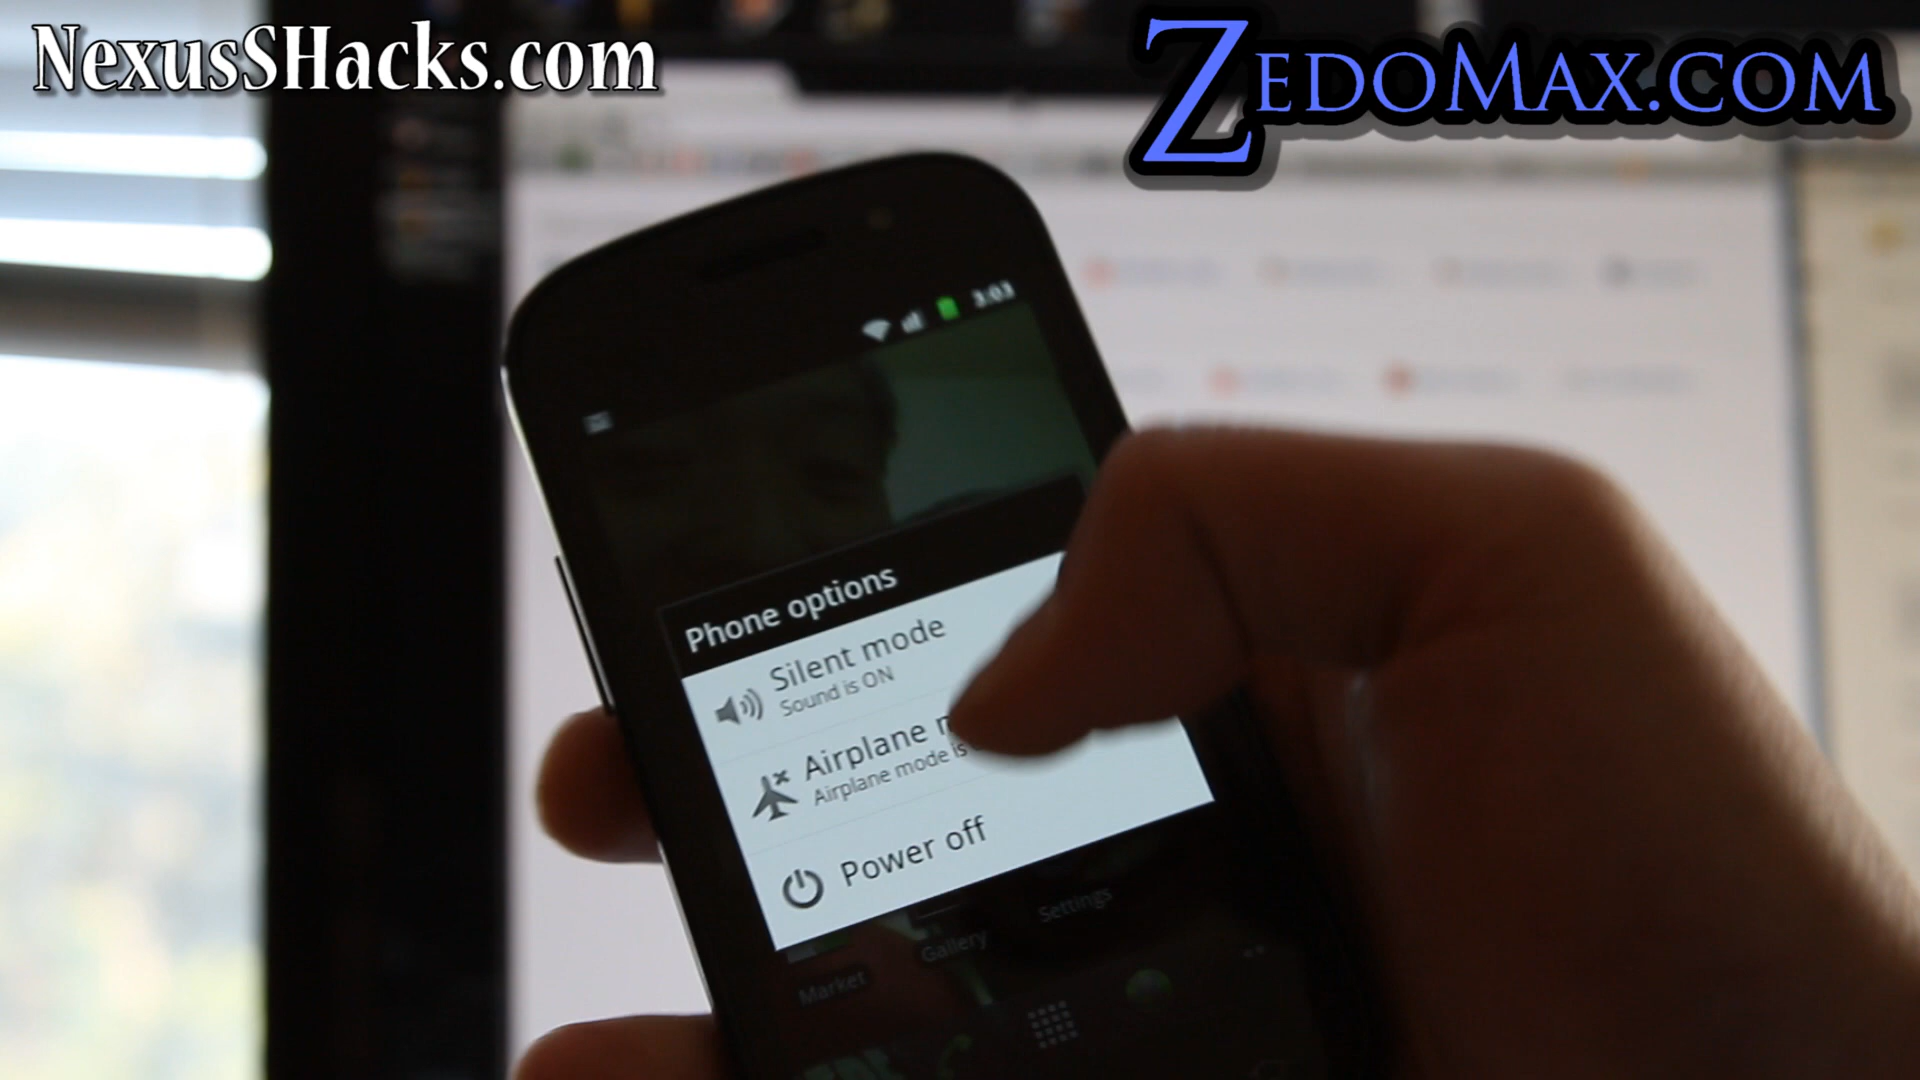 NexusSHacks.com
ZEDOMAX.COM
3:03
Phone options
Silent mode
Sound is ON
Airplane
Airplane mode is
Power off
Settings
Gallery
Market